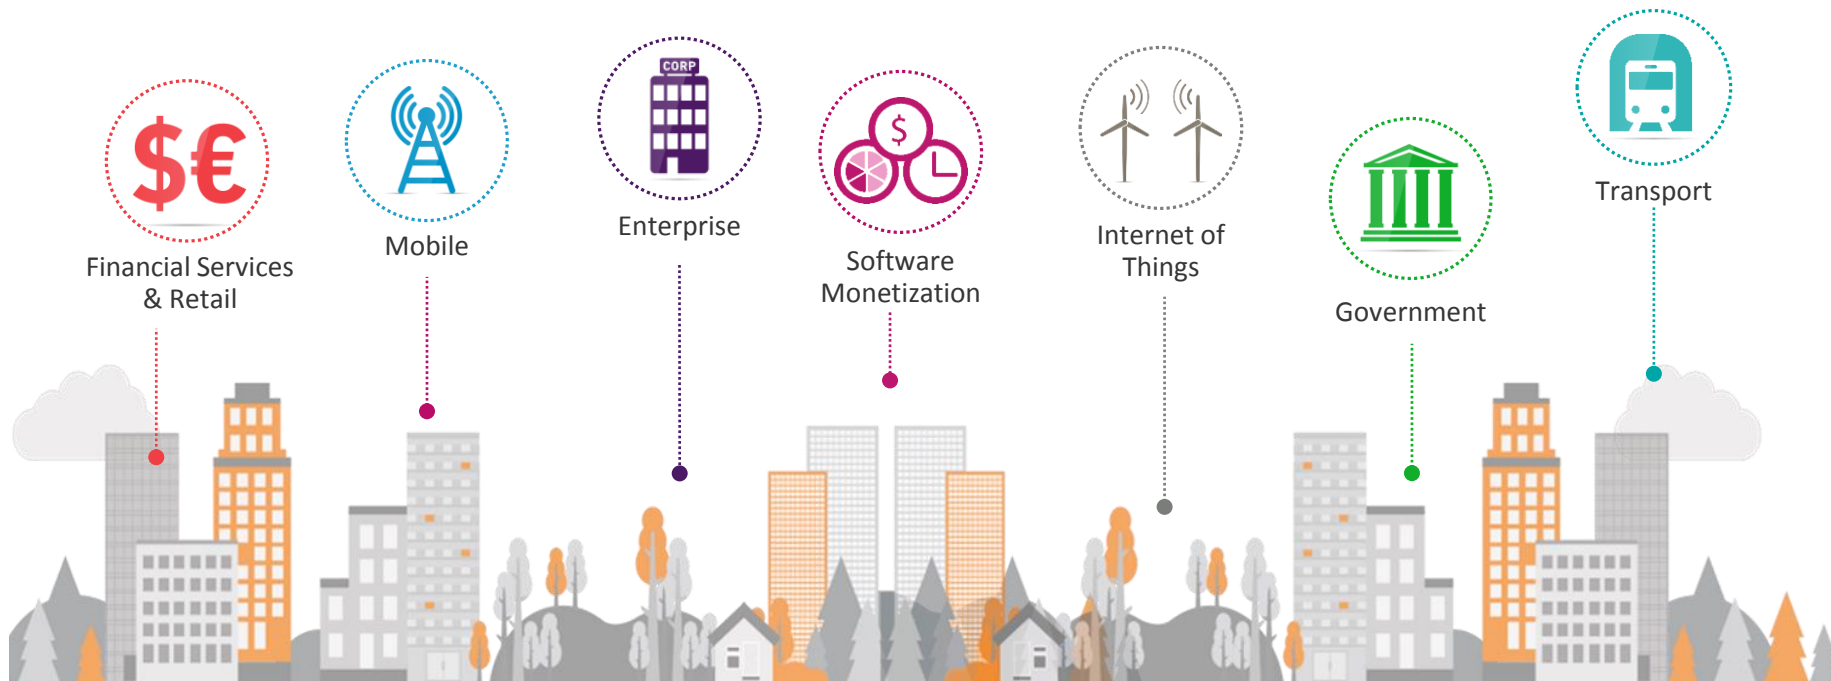 $€
Financial Services
& Retail
Mobile
CORP
Enterprise
$
Software
Monetization
Internet of
Things
Government
Transport